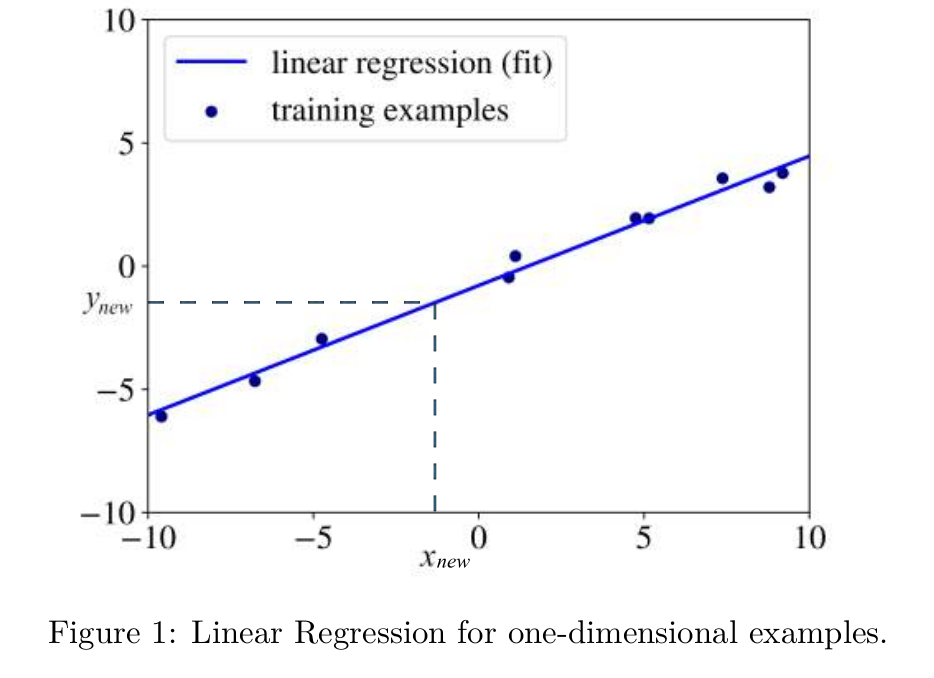 10
linear regression (fit)
training examples
5
0
y_new
−5
−10
−10 −5 0 5 10
x_new
Figure 1: Linear Regression for one-dimensional examples.